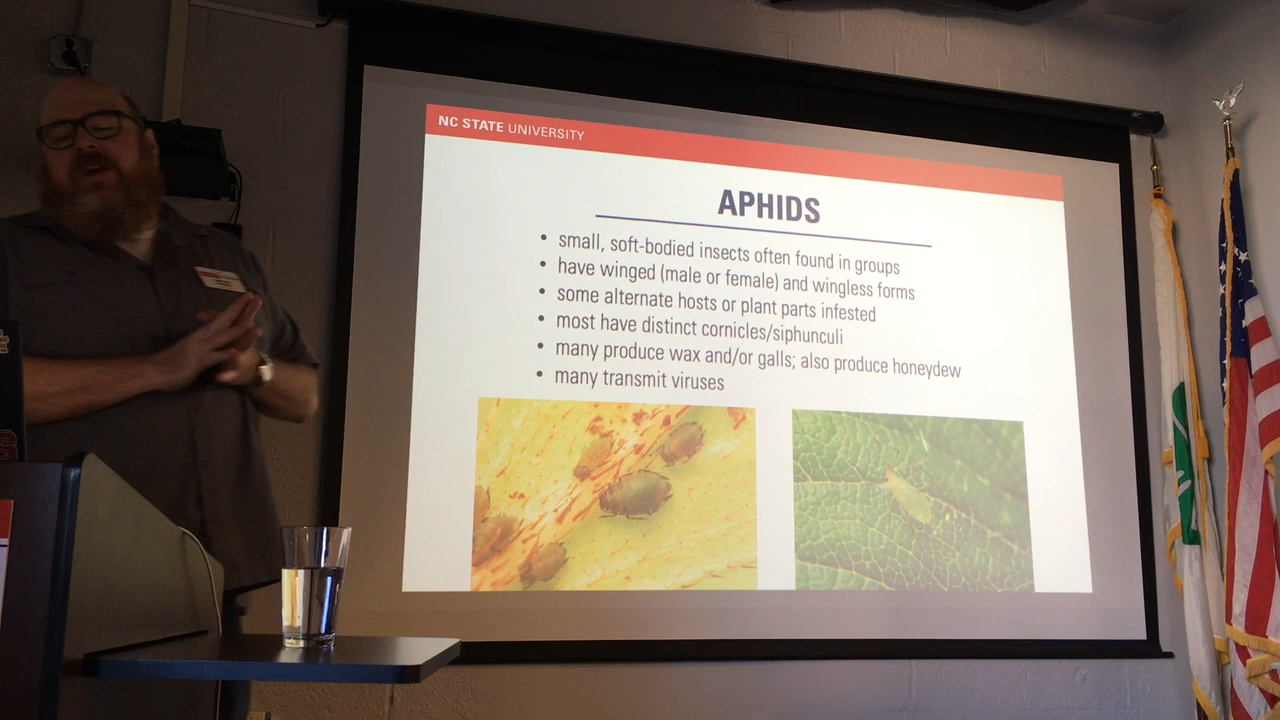 NC STATE UNIVERSITY
APHIDS
• small, soft-bodied insects often found in groups
• have winged (male or female) and wingless forms
• some alternate hosts or plant parts infested
• most have distinct cornicles/siphunculi
• many produce wax and/or galls; also produce honeydew
• many transmit viruses